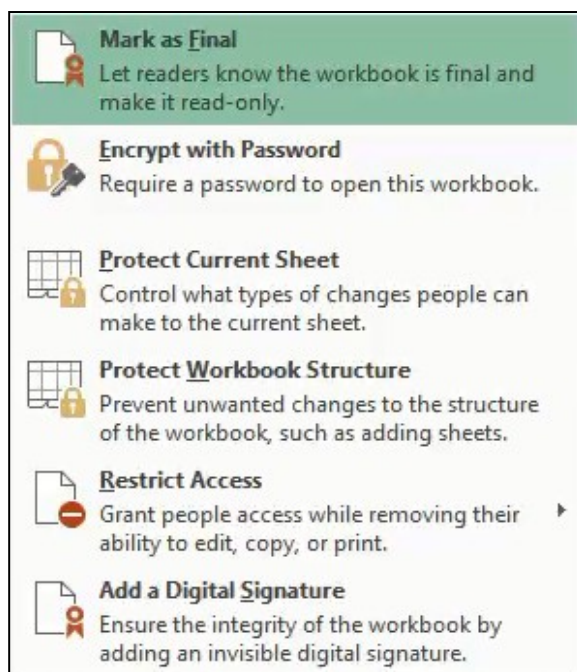 Mark as Final
Let readers know the workbook is final and
make it read-only.
Encrypt with Password
Require a password to open this workbook.
Protect Current Sheet
Control what types of changes people can
make to the current sheet.
Protect Workbook Structure
Prevent unwanted changes to the structure
of the workbook, such as adding sheets.
Restrict Access
Grant people access while removing their
ability to edit, copy, or print.
Add a Digital Signature
Ensure the integrity of the workbook by
adding an invisible digital signature.